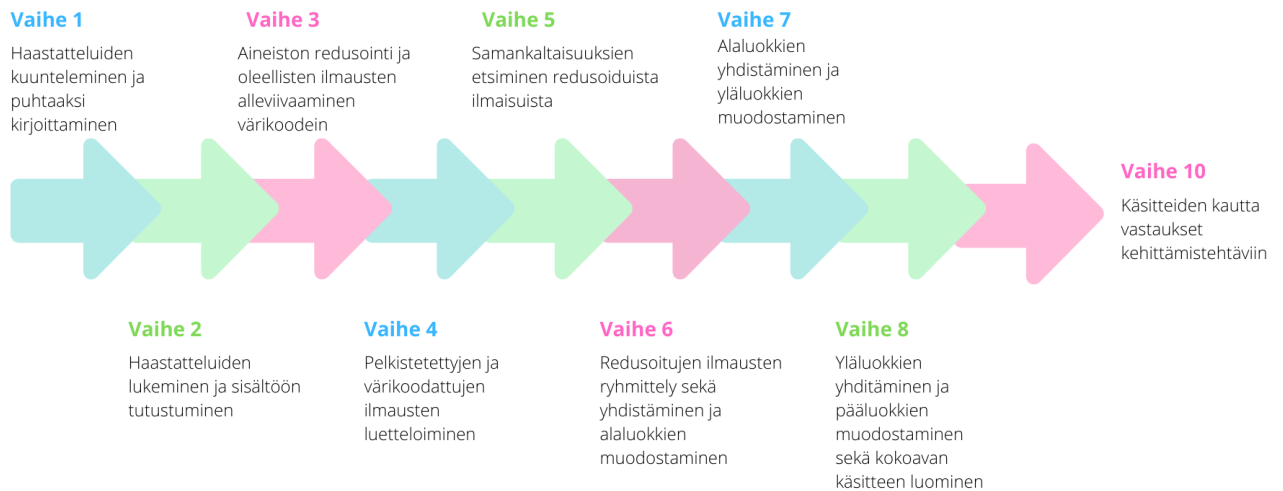 Vaihe 1
Haastatteluiden
kuunteleminen ja
puhtaaksi
kirjoittaminen
Vaihe 3
Aineiston redusointi ja
oleellisten ilmausten
alleviivaaminen
värikoodein
Vaihe 5
Samankaltaisuuksien
etsiminen redusoiduista
ilmaisuista
Vaihe 7
Alaluokkien
yhdistäminen ja
yläluokkien
muodostaminen
Vaihe 10
Käsitteiden kautta
vastaukset
kehittämistehtäviin
Vaihe 2
Haastatteluiden
lukeminen ja sisältöön
tutustuminen
Vaihe 4
Pelkistetettyjen ja
värikoodattujen
ilmausten
luetteloiminen
Vaihe 6
Redusoitujen ilmausten
ryhmittely sekä
yhdistäminen ja
alaluokkien
muodostaminen
Vaihe 8
Yläluokkien
yhditäminen ja
pääluokkien
muodostaminen
sekä kokoavan
käsitteen luominen